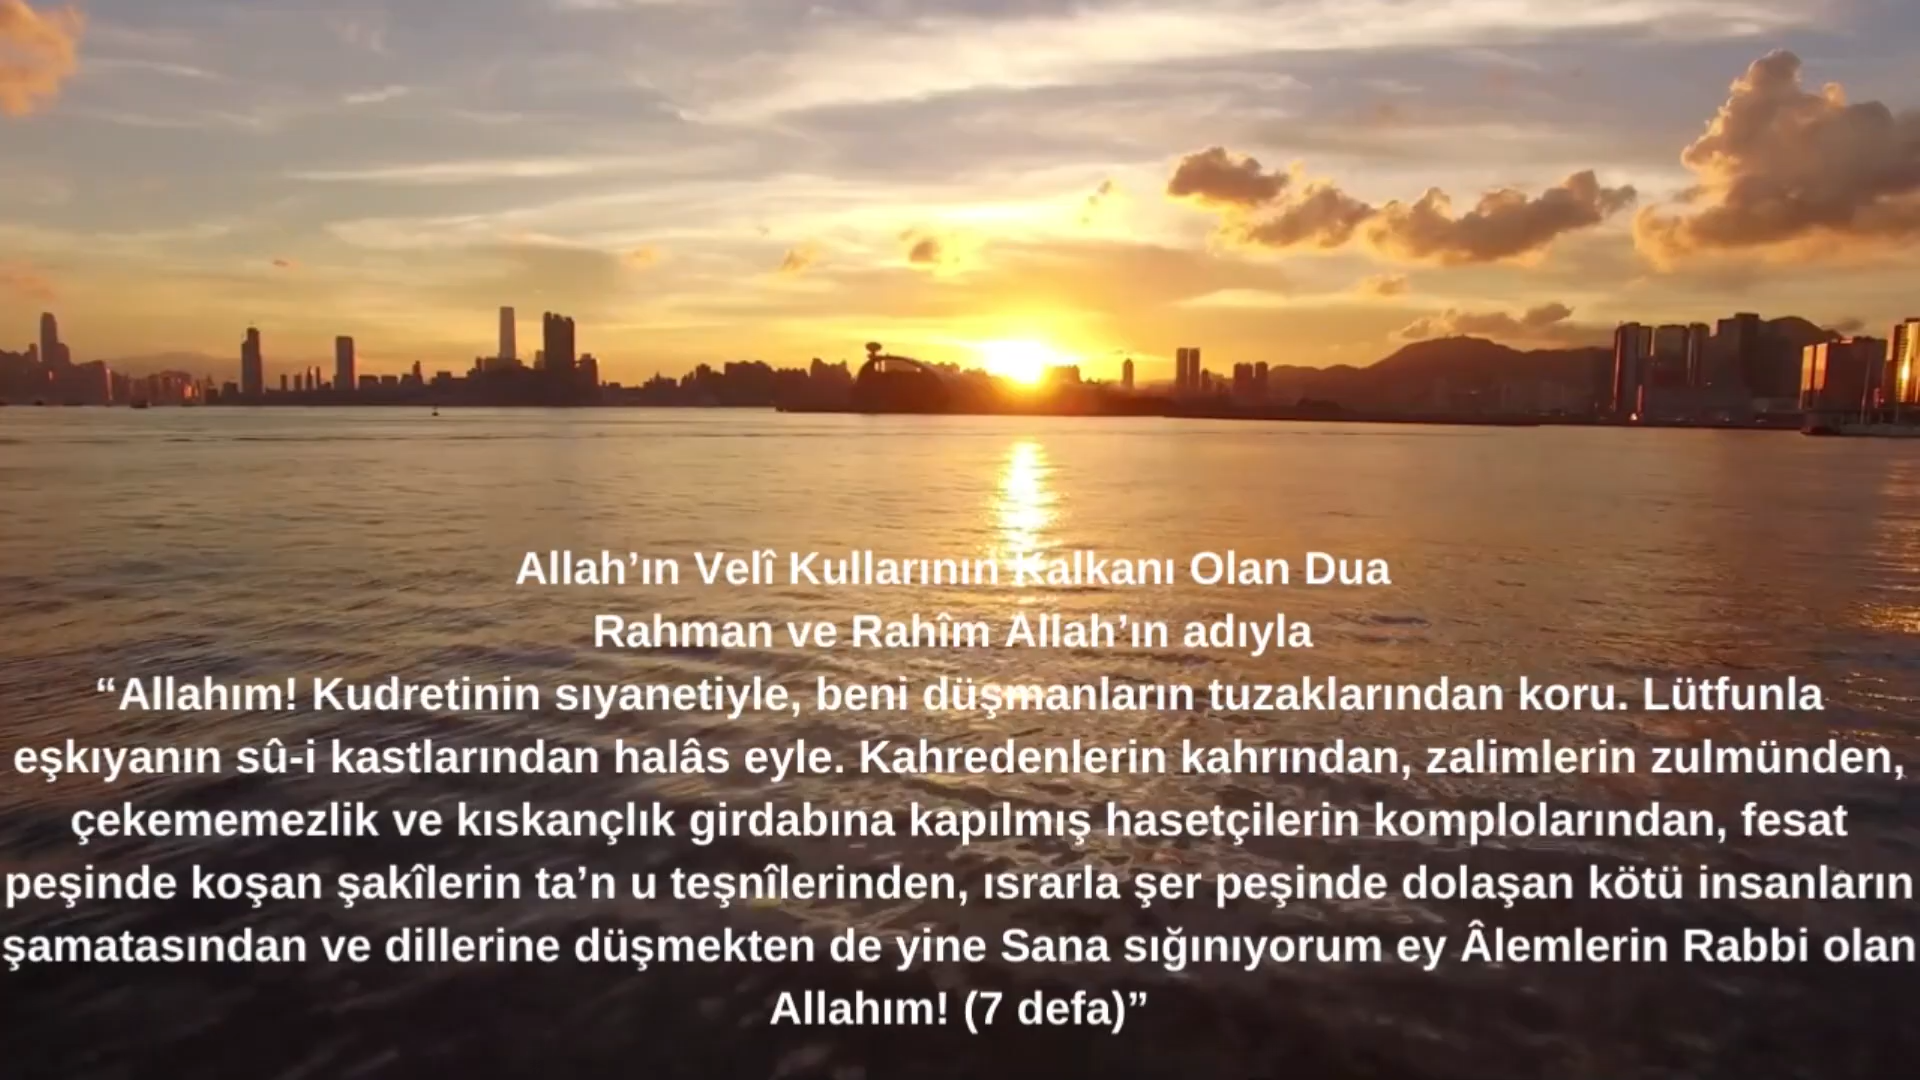 Allah’ın Velî Kullarının Kalkanı Olan Dua
Rahman ve Rahîm Allah’ın adıyla
“Allahım! Kudretinin sıyanetiyle, beni düşmanların tuzaklarından koru. Lütfunla
eşkıyanın sû-i kastlarından halâs eyle. Kahredenlerin kahrından, zalimlerin zulmünden,
çekememezlik ve kıskançlık girdabına kapılmış hasetçilerin komplolarından, fesat
peşinde koşan şakîlerin ta’n u teşnîlerinden, ısrarla şer peşinde dolaşan kötü insanların
şamatasından ve dillerine düşmekten de yine Sana sığınıyorum ey Âlemlerin Rabbi olan
Allahım! (7 defa)”